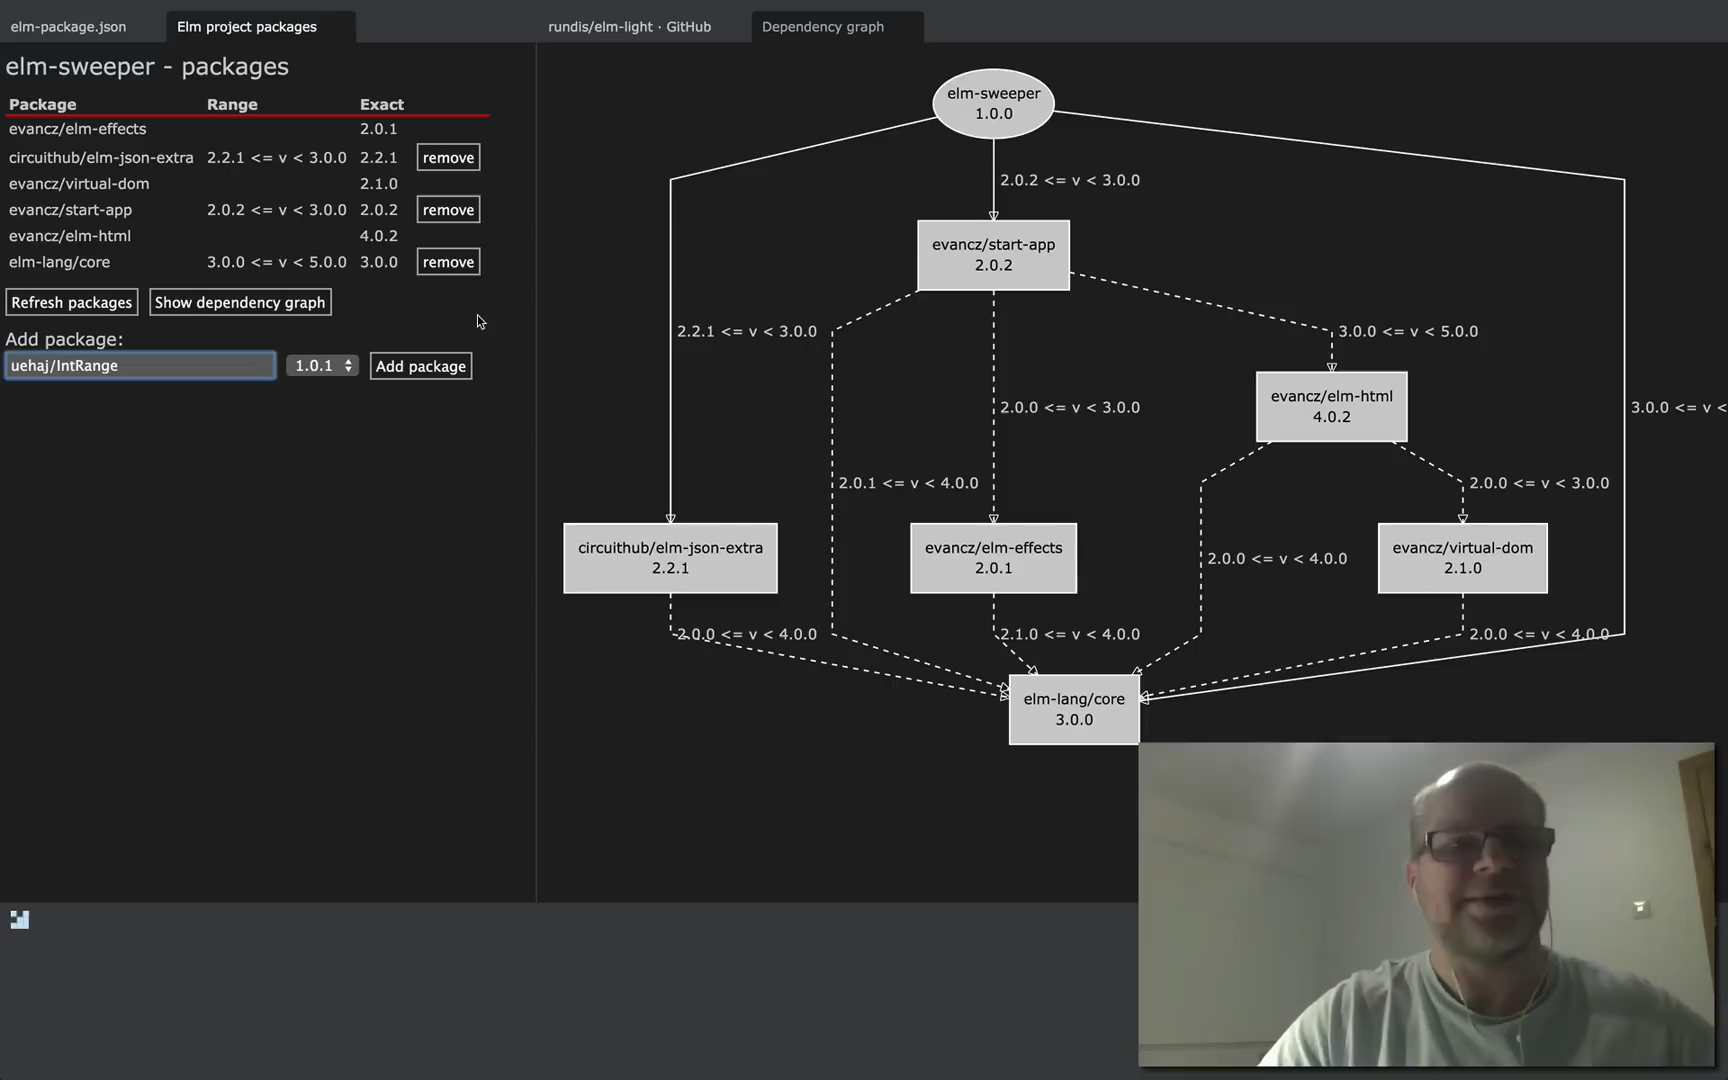 elm-package.json
Elm project packages
rundis/elm-light · GitHub
Dependency graph
elm-sweeper - packages
Package Range Exact
evancz/elm-effects 2.0.1
circuithub/elm-json-extra 2.2.1 <= v < 3.0.0 2.2.1 remove
evancz/virtual-dom 2.1.0
evancz/start-app 2.0.2 <= v < 3.0.0 2.0.2 remove
evancz/elm-html 4.0.2
elm-lang/core 3.0.0 <= v < 5.0.0 3.0.0 remove
Refresh packages Show dependency graph
Add package:
uehaj/IntRange 1.0.1 Add package
elm-sweeper
1.0.0
2.0.2 <= v < 3.0.0
evancz/start-app
2.0.2
2.2.1 <= v < 3.0.0
3.0.0 <= v < 5.0.0
2.0.0 <= v < 3.0.0
evancz/elm-html
4.0.2
3.0.0 <= v <
2.0.1 <= v < 4.0.0
2.0.0 <= v < 3.0.0
circuithub/elm-json-extra
2.2.1
evancz/elm-effects
2.0.1
2.0.0 <= v < 4.0.0
evancz/virtual-dom
2.1.0
2.0.0 <= v < 4.0.0
2.1.0 <= v < 4.0.0
2.0.0 <= v < 4.0.0
elm-lang/core
3.0.0